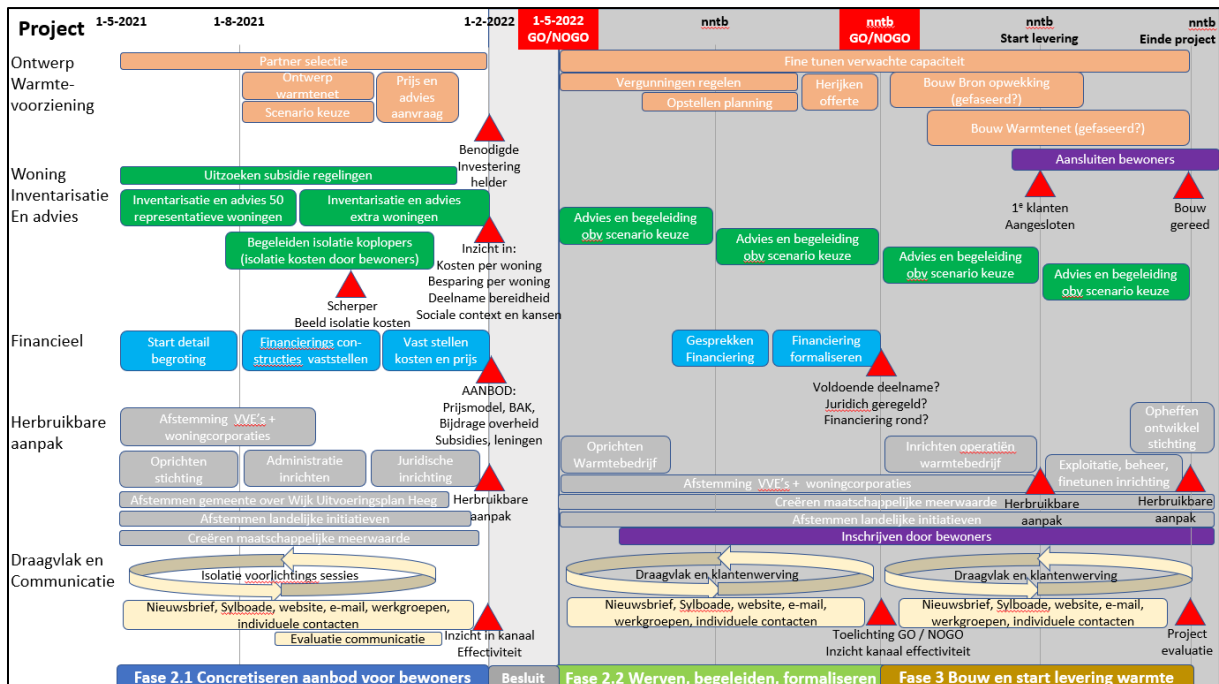 Project
1-5-2021
1-8-2021
1-2-2022
1-5-2022
GO/NOGO
nntb
nntb
GO/NOGO
nntb
Start levering
nntb
Einde project
Ontwerp
Warmte-
voorziening
Partner selectie
Ontwerp
warmtenet
Scenario keuze
Prijs en
advies
aanvraag
Benodigde
Investering
helder
Fine tunen verwachte capaciteit
Vergunningen regelen
Opstellen planning
Herijken
offerte
Bouw Bron opwekking
(gefaseerd?)
Bouw Warmtenet (gefaseerd?)
Aansluiten bewoners
1e klanten
Aangesloten
Bouw
gereed
Woning
Inventarisatie
En advies
Uitzoeken subsidie regelingen
Inventarisatie en advies 50
representatieve woningen
Inventarisatie en advies
extra woningen
Begeleiden isolatie koplopers
(isolatie kosten door bewoners)
Scherper
Beeld isolatie kosten
Inzicht in:
Kosten per woning
Besparing per woning
Deelname bereidheid
Sociale context en kansen
Advies en begeleiding
obv scenario keuze
Advies en begeleiding
obv scenario keuze
Advies en begeleiding
obv scenario keuze
Advies en begeleiding
obv scenario keuze
Financieel
Start detail
begroting
Financierings con-
structies vaststellen
Vast stellen
kosten en prijs
AANBOD:
Prijsmodel, BAK,
Bijdrage overheid
Subsidies, leningen
Gesprekken
Financiering
Financiering
formaliseren
Voldoende deelname?
Juridich geregeld?
Financiering rond?
Herbruikbare
aanpak
Afstemming VVE's +
woningcorporaties
Oprichten
stichting
Administratie
inrichten
Juridische
inrichting
Herbruikbare
aanpak
Afstemmen gemeente over Wijk Uitvoeringsplan Heeg
Afstemmen landelijke initiatieven
Creëren maatschappelijke meerwaarde
Oprichten
Warmtebedrijf
Inrichten operatiën
warmtebedrijf
Opheffen
ontwikkel
stichting
Exploitatie, beheer,
finetunen inrichting
Afstemming VVE's + woningcorporaties
Creëren maatschappelijke meerwaarde
Afstemmen landelijke initiatieven
Herbruikbare
aanpak
Herbruikbare
aanpak
Inschrijven door bewoners
Draagvlak en
Communicatie
Isolatie voorlichtings sessies
Nieuwsbrief, Sylboade, website, e-mail, werkgroepen,
individuele contacten
Evaluatie communicatie
Inzicht in kanaal
Effectiviteit
Draagvlak en klantenwerving
Nieuwsbrief, Sylboade, website, e-mail,
werkgroepen, individuele contacten
Toelichting GO / NOGO
Inzicht kanaal effectiviteit
Draagvlak en klantenwerving
Nieuwsbrief, Sylboade, website, e-mail,
werkgroepen, individuele contacten
Project
evaluatie
Fase 2.1 Concretiseren aanbod voor bewoners
Besluit
Fase 2.2 Werven, begeleiden, formaliseren
Fase 3 Bouw en start levering warmte